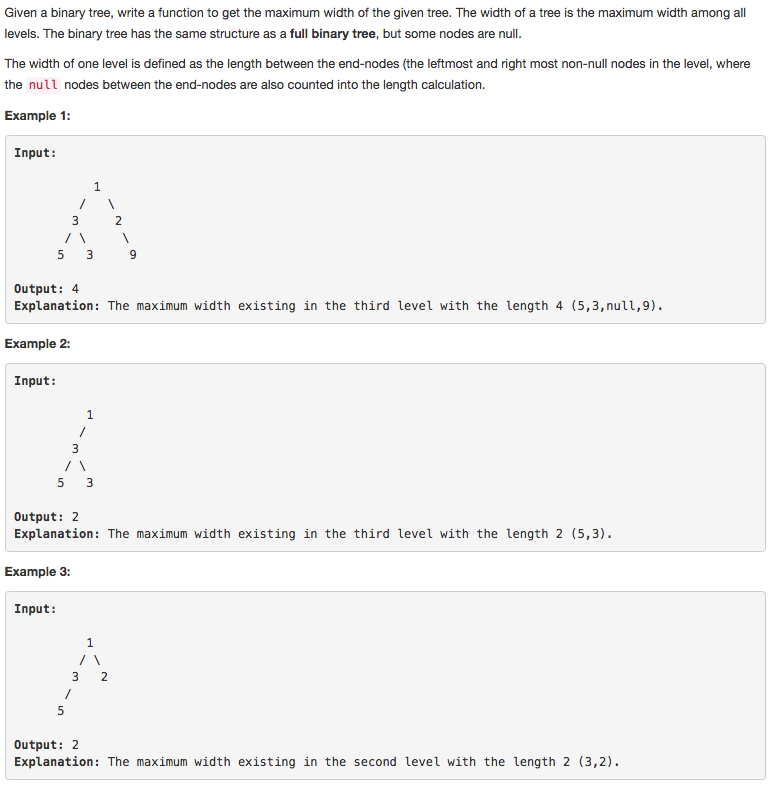 Given a binary tree, write a function to get the maximum width of the given tree. The width of a tree is the maximum width among all
levels. The binary tree has the same structure as a full binary tree, but some nodes are null.
The width of one level is defined as the length between the end-nodes (the leftmost and right most non-null nodes in the level, where
the null nodes between the end-nodes are also counted into the length calculation.
Example 1:
Input:
1
/ \
3 2
/ \ \
5 3 9
Output: 4
Explanation: The maximum width existing in the third level with the length 4 (5,3,null,9).
Example 2:
Input:
1
/
3
/ \
5 3
Output: 2
Explanation: The maximum width existing in the third level with the length 2 (5,3).
Example 3:
Input:
1
/ \
3 2
/
5
Output: 2
Explanation: The maximum width existing in the second level with the length 2 (3,2).